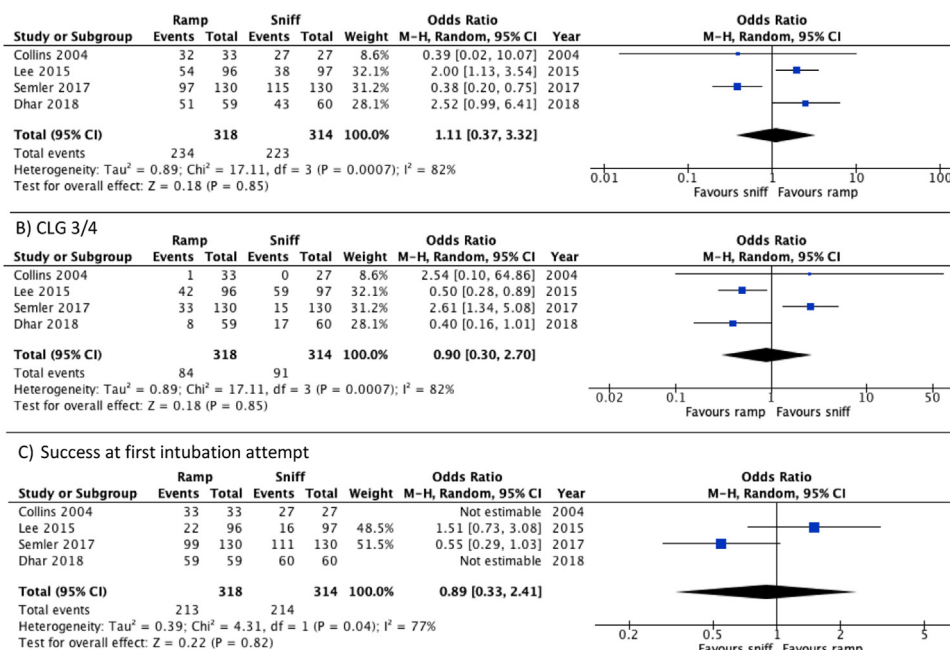 Ramp Sniff Odds Ratio Odds Ratio
Study or Subgroup Events Total Events Total Weight M-H, Random, 95% CI Year M-H, Random, 95% CI
Collins 2004 32 33 27 27 8.6% 0.39 [0.02, 10.07] 2004
Lee 2015 54 96 38 97 32.1% 2.00 [1.13, 3.54] 2015
Semler 2017 97 130 115 130 31.2% 0.38 [0.20, 0.75] 2017
Dhar 2018 51 59 43 60 28.1% 2.52 [0.99, 6.41] 2018
Total (95% CI) 318 314 100.0% 1.11 [0.37, 3.32]
Total events 234 223
Heterogeneity: Tau² = 0.89; Chi² = 17.11, df = 3 (P = 0.0007); I² = 82%
Test for overall effect: Z = 0.18 (P = 0.85)
0.01 0.1 1 10 100
Favours sniff Favours ramp
B) CLG 3/4
Ramp Sniff Odds Ratio Odds Ratio
Study or Subgroup Events Total Events Total Weight M-H, Random, 95% CI Year M-H, Random, 95% CI
Collins 2004 1 33 0 27 8.6% 2.54 [0.10, 64.86] 2004
Lee 2015 42 96 59 97 32.1% 0.50 [0.28, 0.89] 2015
Semler 2017 33 130 15 130 31.2% 2.61 [1.34, 5.08] 2017
Dhar 2018 8 59 17 60 28.1% 0.40 [0.16, 1.01] 2018
Total (95% CI) 318 314 100.0% 0.90 [0.30, 2.70]
Total events 84 91
Heterogeneity: Tau² = 0.89; Chi² = 17.11, df = 3 (P = 0.0007); I² = 82%
Test for overall effect: Z = 0.18 (P = 0.85)
0.02 0.1 1 10 50
Favours ramp Favours sniff
C) Success at first intubation attempt
Ramp Sniff Odds Ratio Odds Ratio
Study or Subgroup Events Total Events Total Weight M-H, Random, 95% CI Year M-H, Random, 95% CI
Collins 2004 33 33 27 27 Not estimable 2004
Lee 2015 22 96 16 97 48.5% 1.51 [0.73, 3.08] 2015
Semler 2017 99 130 111 130 51.5% 0.55 [0.29, 1.03] 2017
Dhar 2018 59 59 60 60 Not estimable 2018
Total (95% CI) 318 314 100.0% 0.89 [0.33, 2.41]
Total events 213 214
Heterogeneity: Tau² = 0.39; Chi² = 4.31, df = 1 (P = 0.04); I² = 77%
Test for overall effect: Z = 0.22 (P = 0.82)
0.2 0.5 1 2 5
Favours sniff Favours ramp